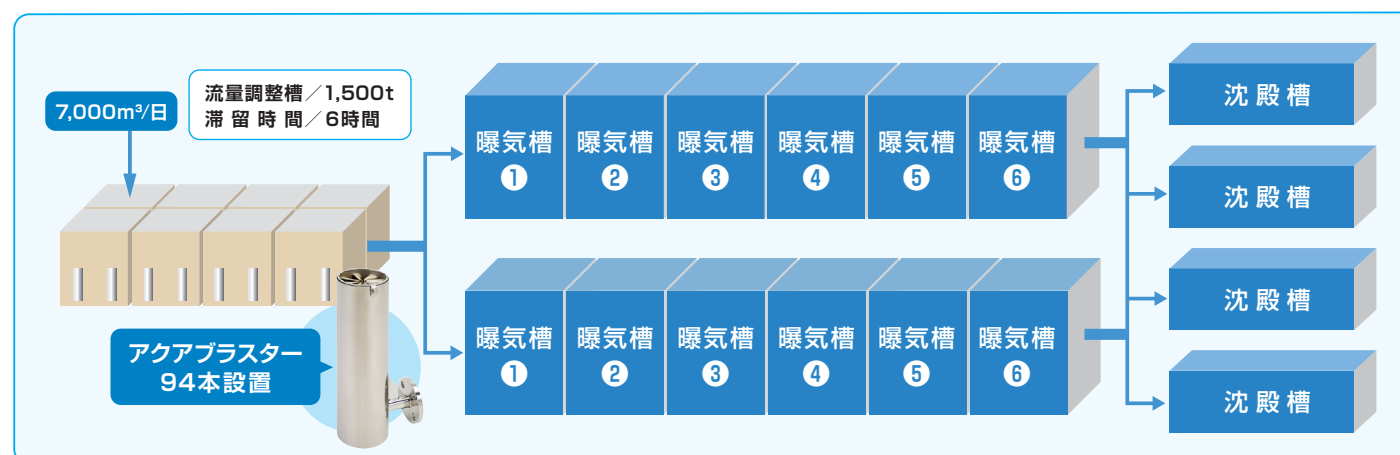 7,000m³/日
流量調整槽／1,500t
滞留時間／6時間
アクアブラスター
94本設置
曝気槽
❶
曝気槽
❷
曝気槽
❸
曝気槽
❹
曝気槽
❺
曝気槽
❻
曝気槽
❶
曝気槽
❷
曝気槽
❸
曝気槽
❹
曝気槽
❺
曝気槽
❻
沈殿槽
沈殿槽
沈殿槽
沈殿槽